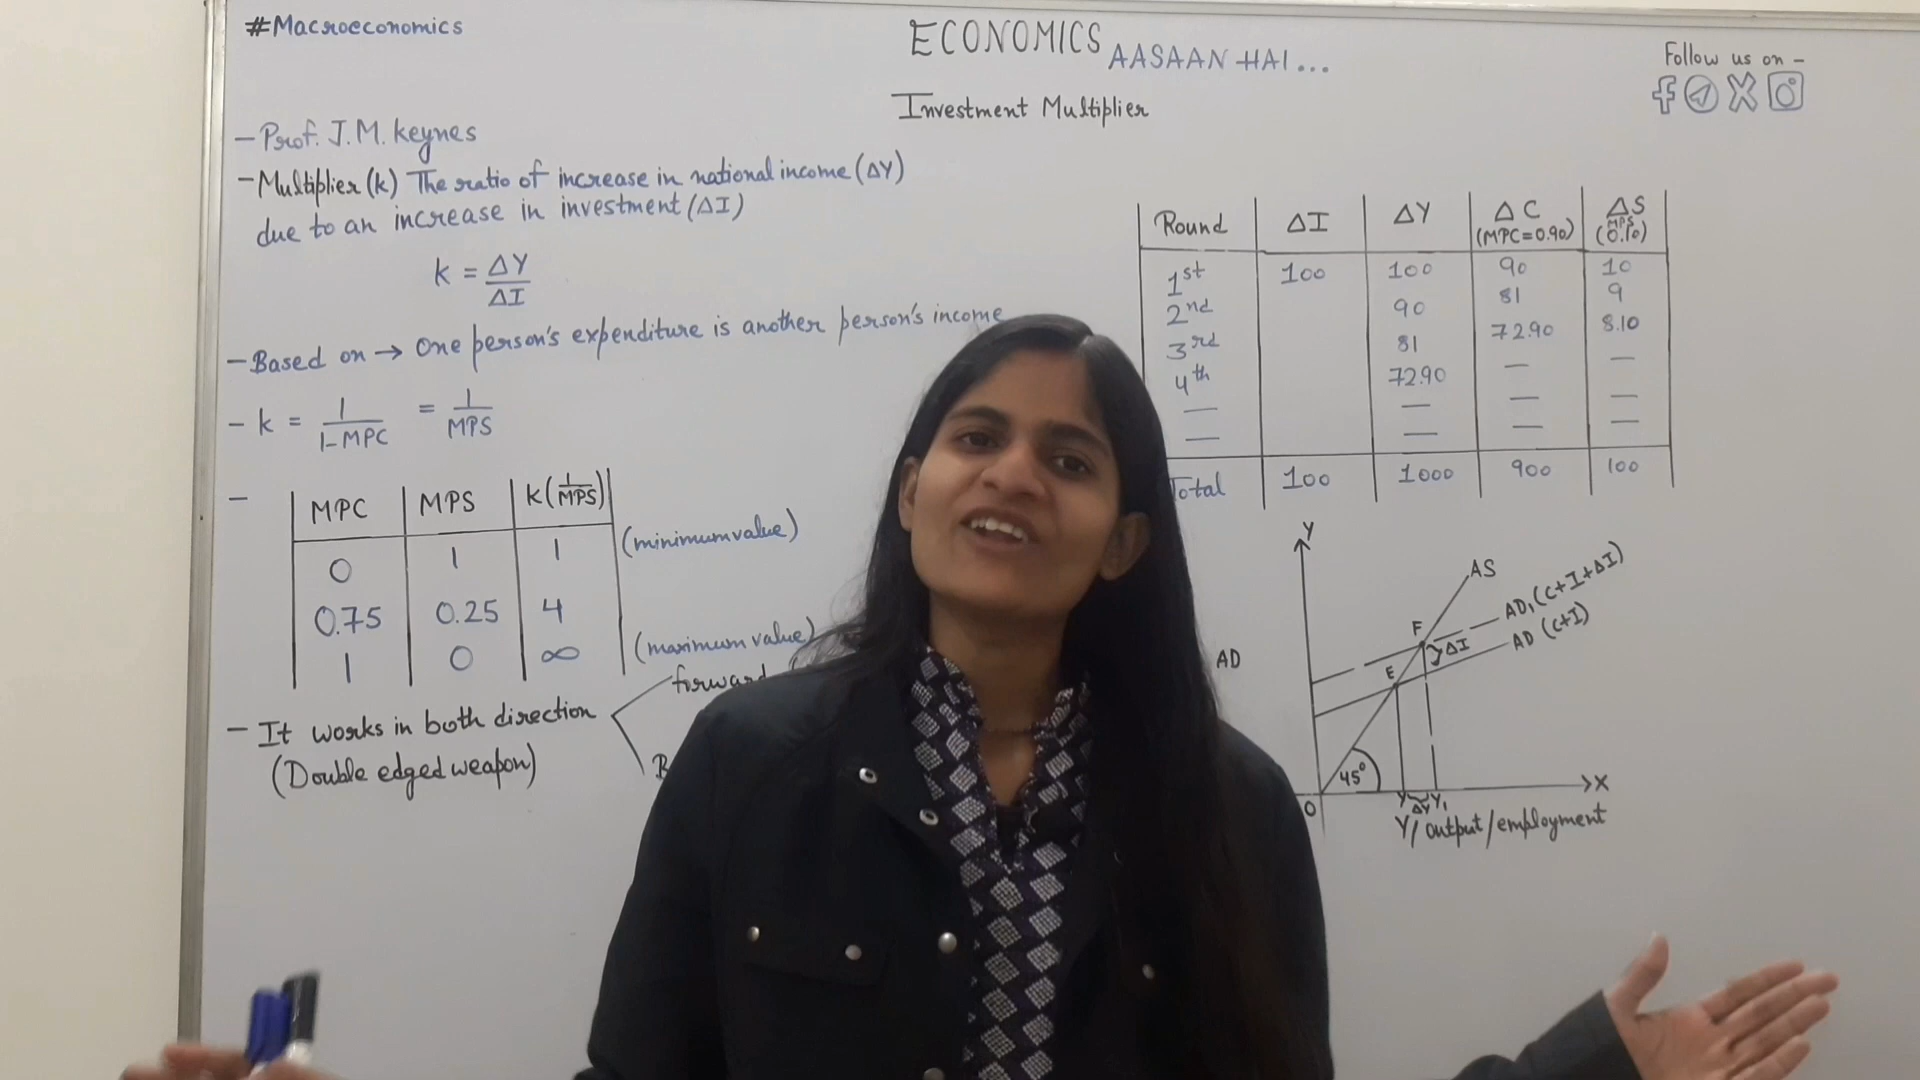 #Macroeconomics
ECONOMICS AASAAN HAI...
Follow us on -
Investment Multiplier
- Prof. J.M. Keynes
- Multiplier (k) The ratio of increase in national income (ΔY)
due to an increase in investment (ΔI)
k = ΔY/ΔI
- Based on → One person's expenditure is another person's income
- k = 1/1-MPC = 1/MPS
- MPC MPS k(1/MPS)
0 1 1 (minimum value)
0.75 0.25 4
1 0 ∞ (maximum value)
- It works in both direction forward
(Double edged weapon) B
Round ΔI ΔY ΔC (MPC=0.90) ΔS MPS (0.10)
1st 100 100 90 10
2nd 90 81 9
3rd 81 72.90 8.10
4th 72.90 — —
— — — —
— — — —
Total 100 1000 900 100
Y
AS
AD₁ (C+I+ΔI)
F
AD (C+I)
ΔI
E
AD
45°
X
O
Y ΔY Y₁
Y/output/employment